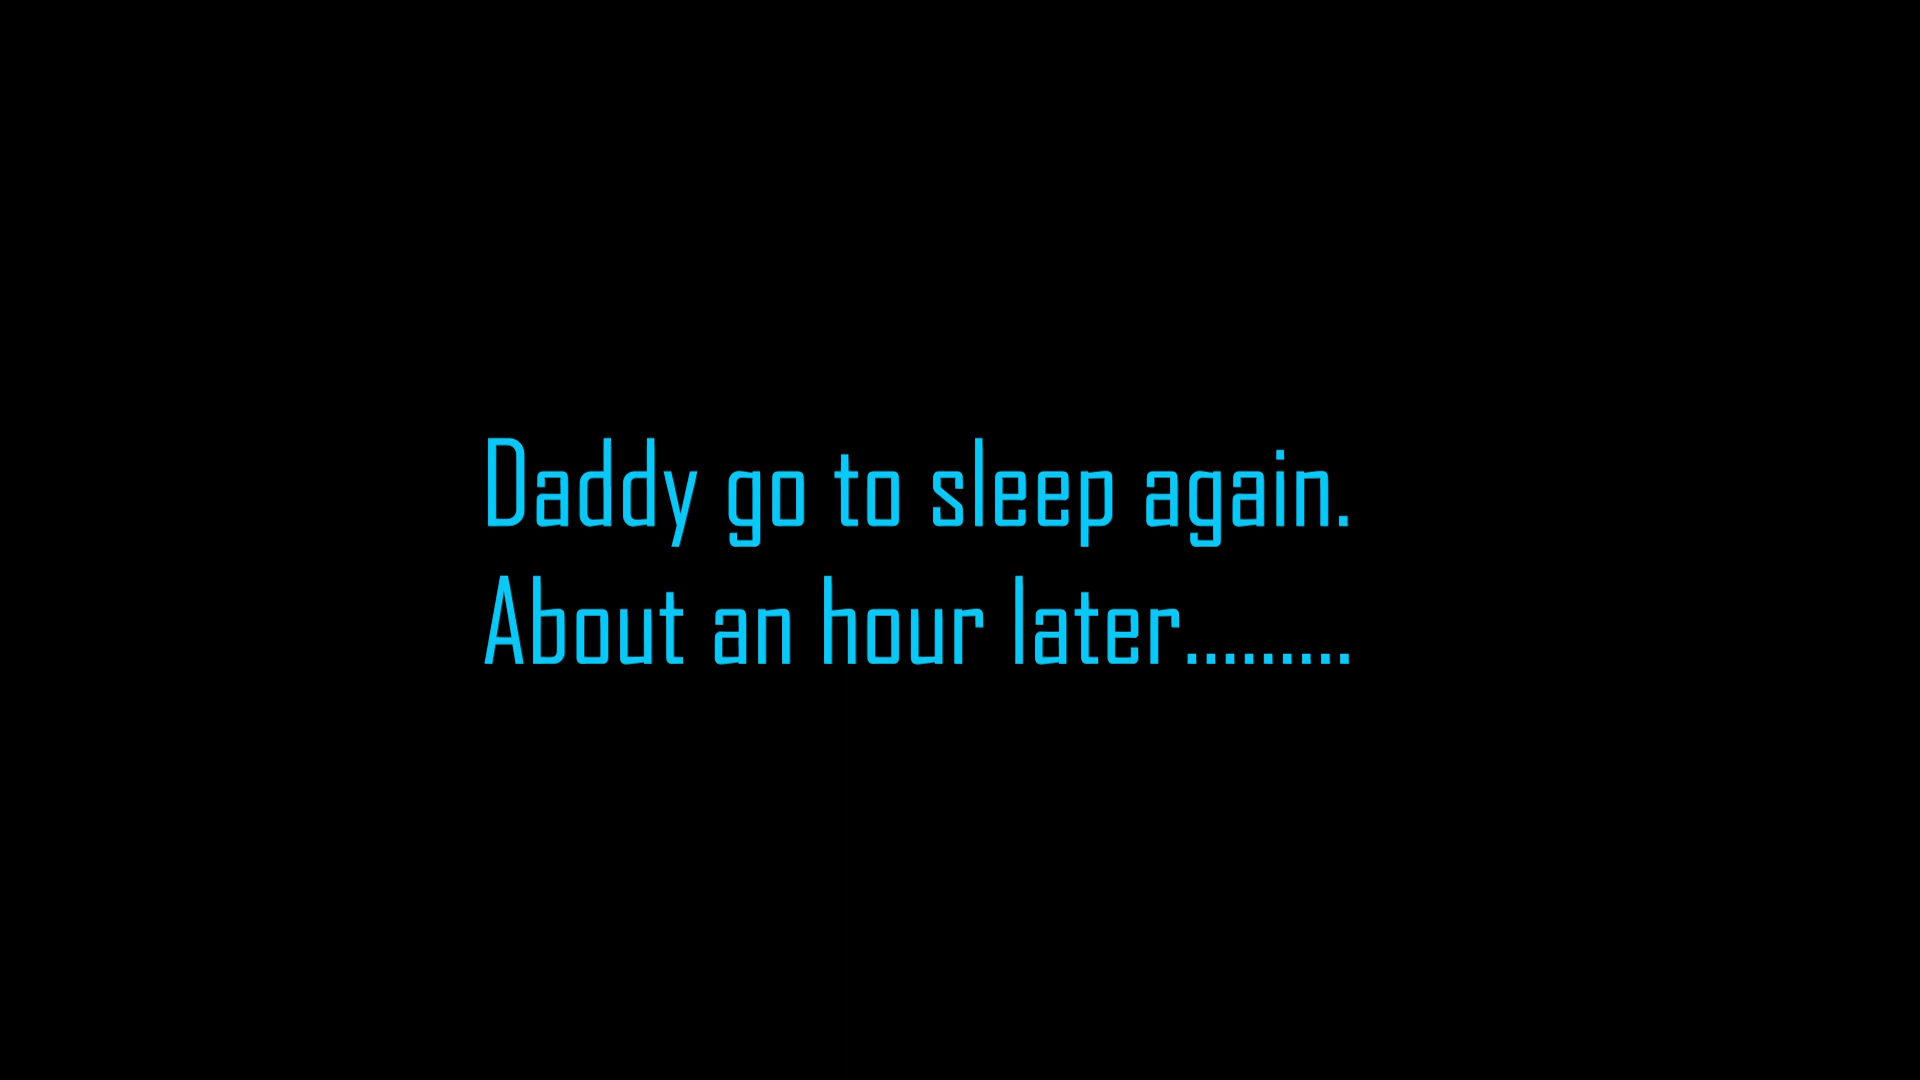 Daddy go to sleep again.
About an hour later.........